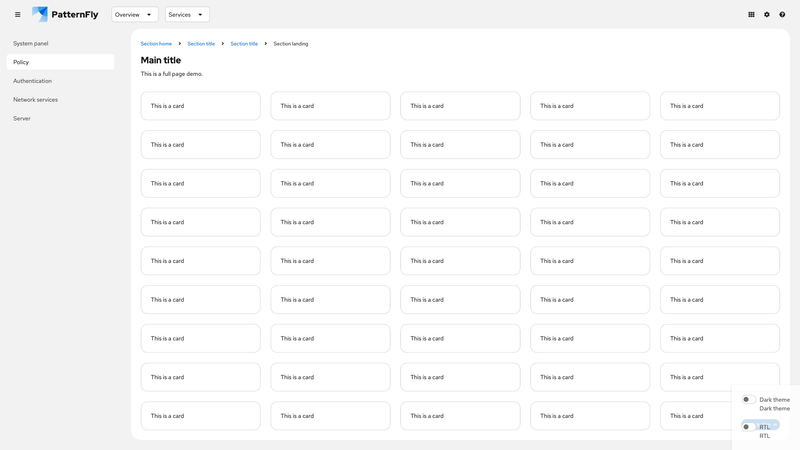 PatternFly
Overview
Services
System panel
Policy
Authentication
Network services
Server
Section home
Section title
Section title
Section landing
Main title
This is a full page demo.
This is a card This is a card This is a card This is a card This is a card
This is a card This is a card This is a card This is a card This is a card
This is a card This is a card This is a card This is a card This is a card
This is a card This is a card This is a card This is a card This is a card
This is a card This is a card This is a card This is a card This is a card
This is a card This is a card This is a card This is a card This is a card
This is a card This is a card This is a card This is a card This is a card
This is a card This is a card This is a card This is a card This is a card
This is a card This is a card This is a card This is a card This is a card
Dark theme
Dark theme
RTL
RTL